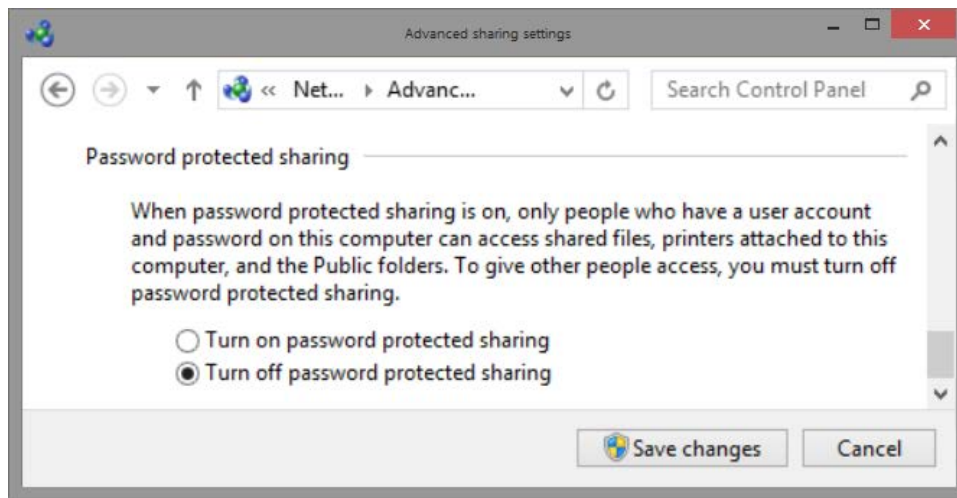 Advanced sharing settings
« Net... Advanc...
Search Control Panel
Password protected sharing
When password protected sharing is on, only people who have a user account
and password on this computer can access shared files, printers attached to this
computer, and the Public folders. To give other people access, you must turn off
password protected sharing.
Turn on password protected sharing
Turn off password protected sharing
Save changes
Cancel